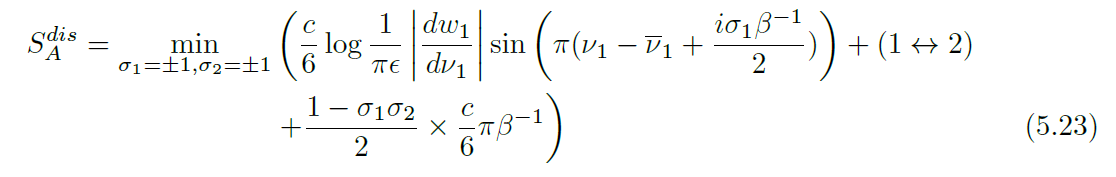 S_A^{dis} = \min_{\sigma_1=\pm1,\sigma_2=\pm1} \left( \frac{c}{6} \log \frac{1}{\pi\epsilon} \left| \frac{dw_1}{d\nu_1} \right| \sin \left( \pi(\nu_1 - \overline{\nu}_1 + \frac{i\sigma_1\beta^{-1}}{2}) \right) + (1 \leftrightarrow 2)
+ \frac{1 - \sigma_1\sigma_2}{2} \times \frac{c}{6} \pi\beta^{-1} \right) (5.23)